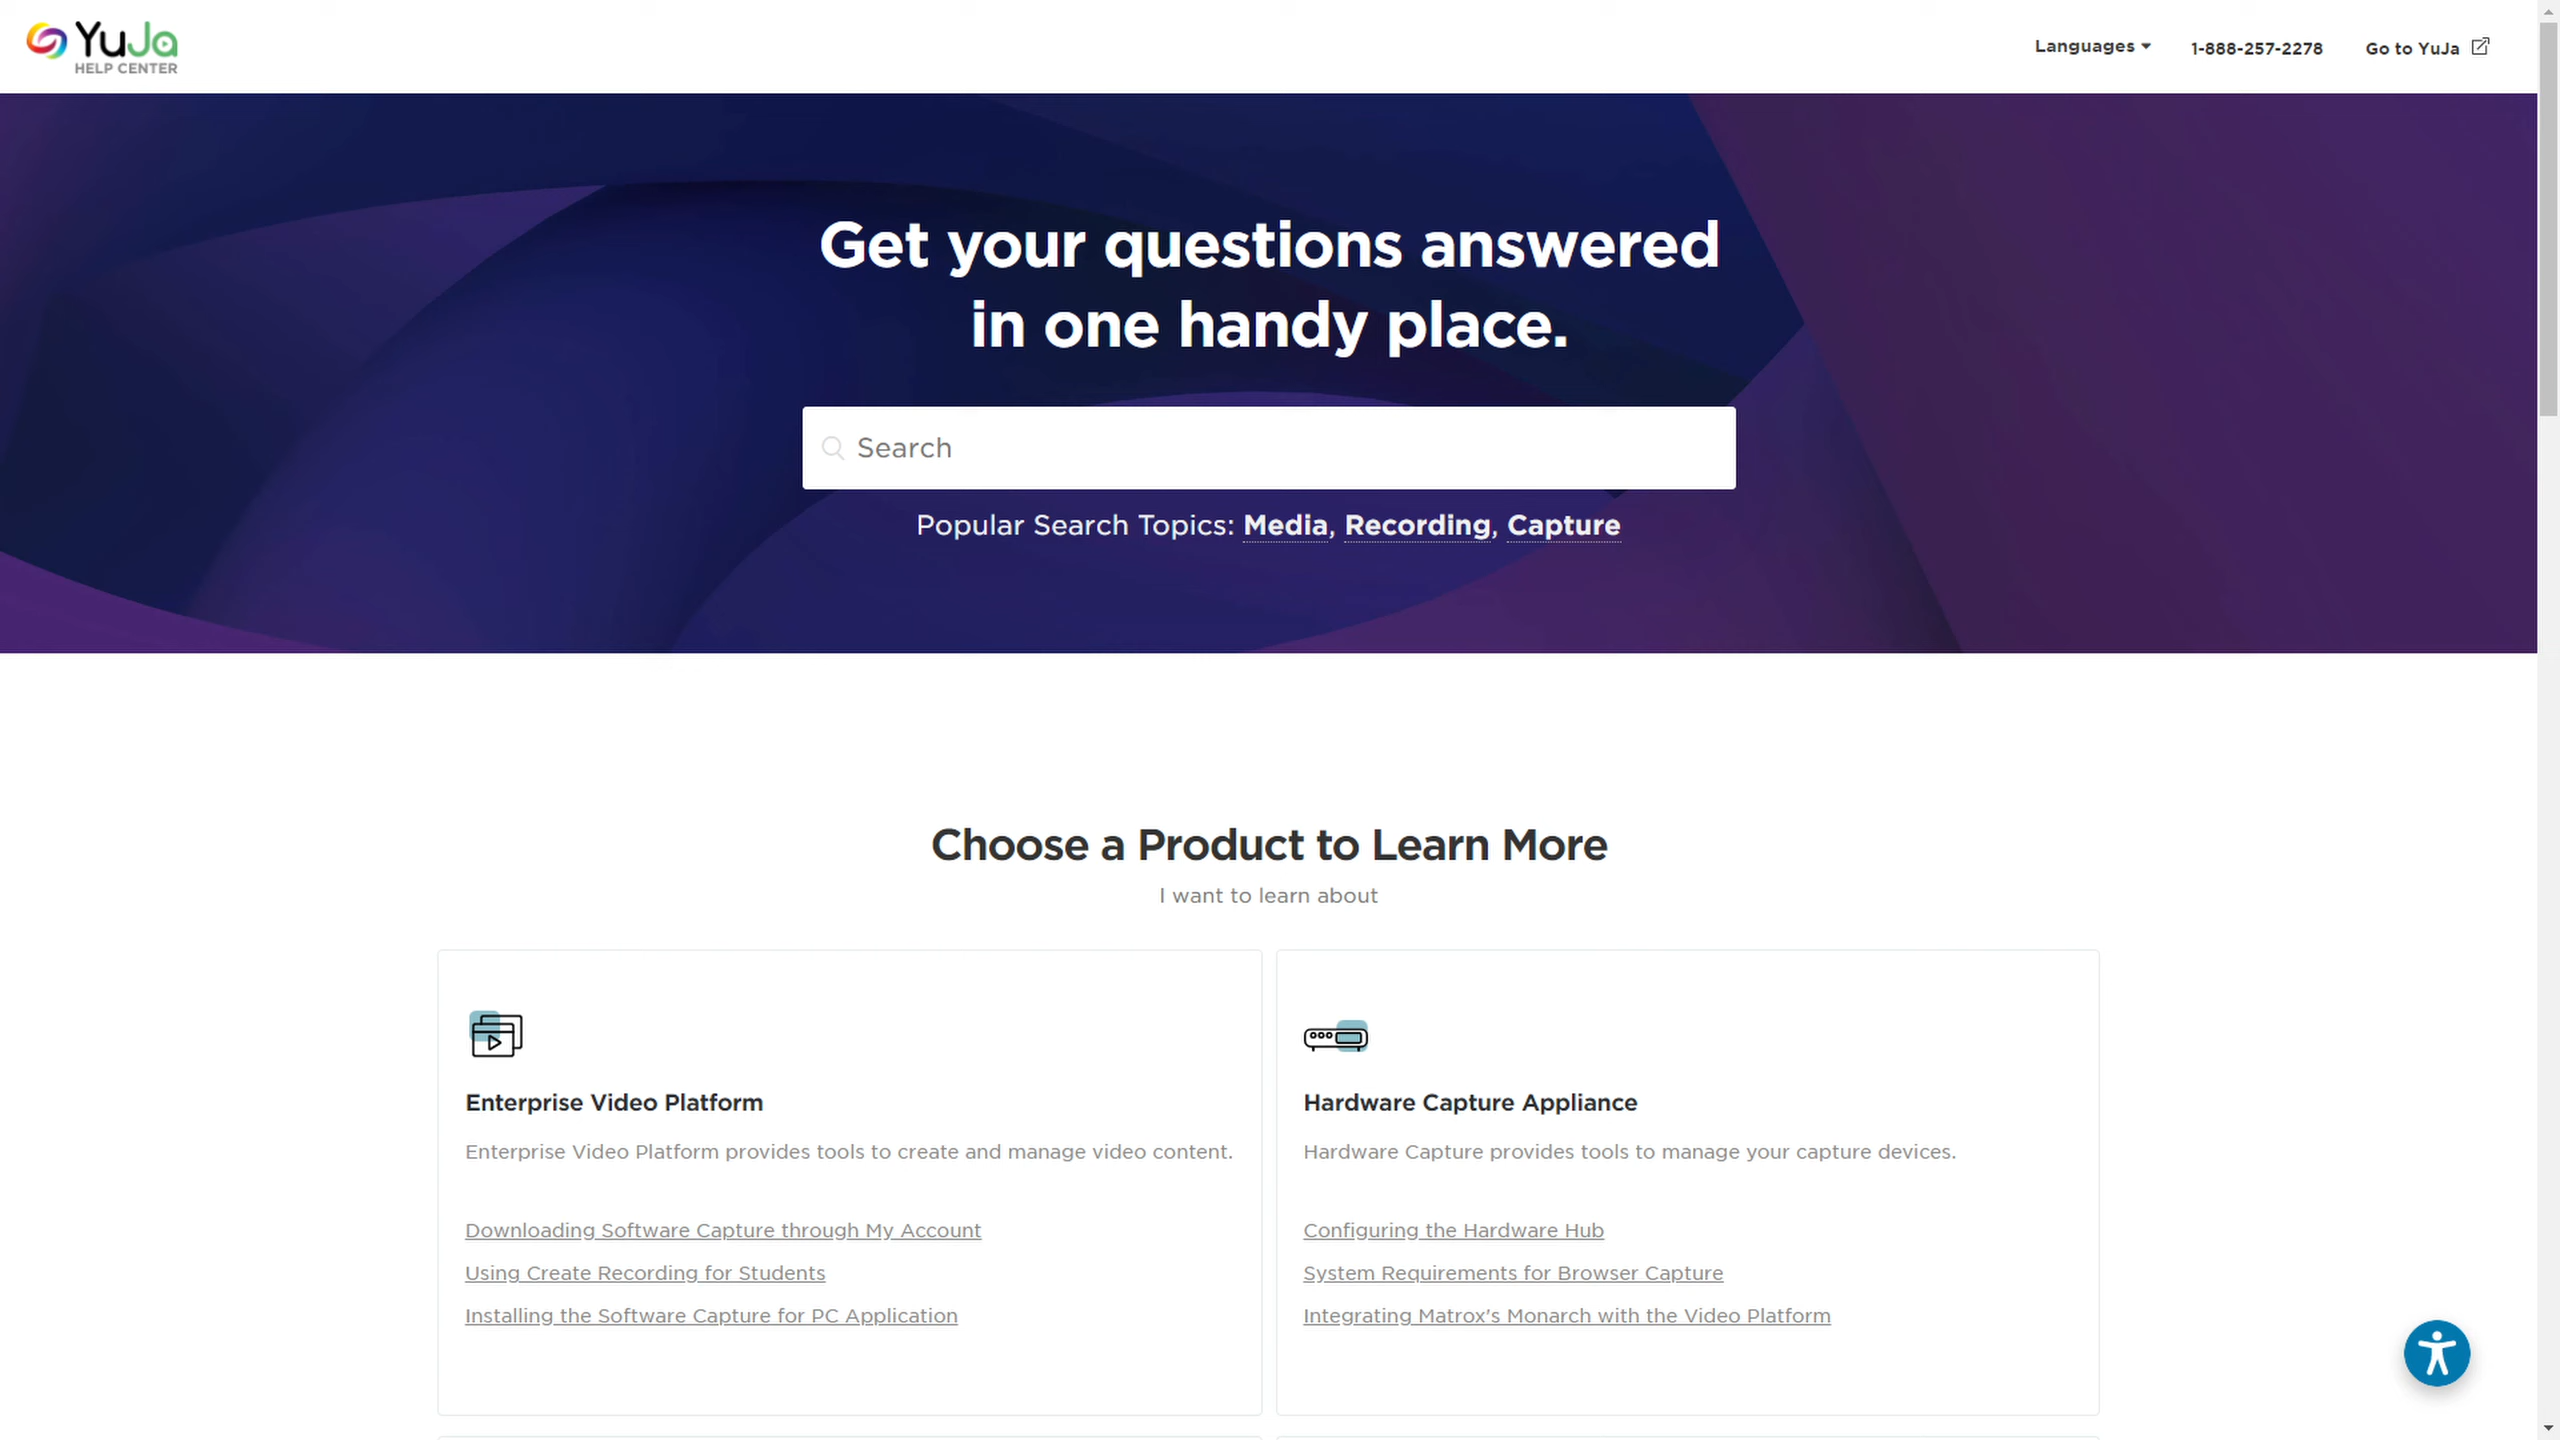 YuJa
HELP CENTER
Languages
1-888-257-2278
Go to YuJa
Get your questions answered
in one handy place.
Search
Popular Search Topics: Media, Recording, Capture
Choose a Product to Learn More
I want to learn about
Enterprise Video Platform
Enterprise Video Platform provides tools to create and manage video content.
Downloading Software Capture through My Account
Using Create Recording for Students
Installing the Software Capture for PC Application
Hardware Capture Appliance
Hardware Capture provides tools to manage your capture devices.
Configuring the Hardware Hub
System Requirements for Browser Capture
Integrating Matrox's Monarch with the Video Platform